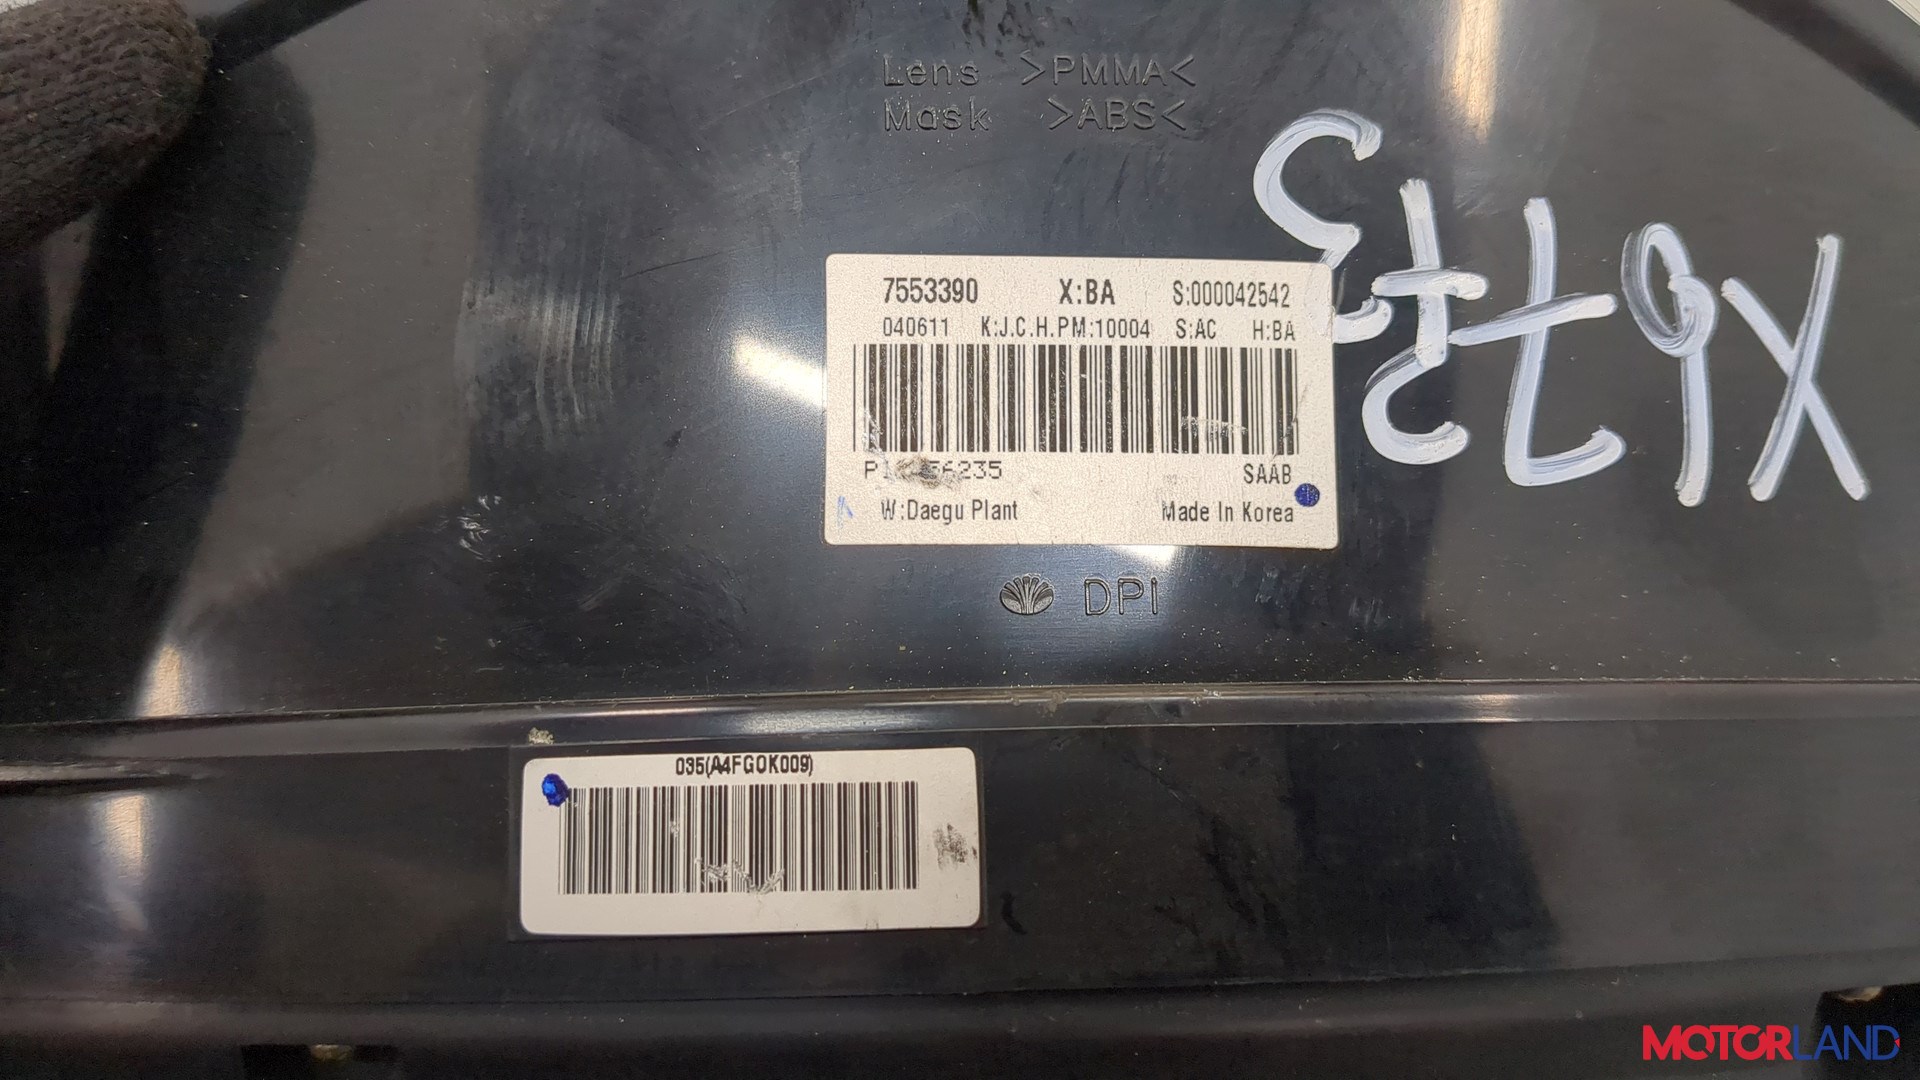 Lens >PMMA<
Mask >ABS<
7553390 X:BA S:000042542
040611 K:J.C.H.PM:10004 S:AC H:BA
SAAB
W:Daegu Plant Made In Korea
DPI
035(A4FGOK009)
MOTORLAND